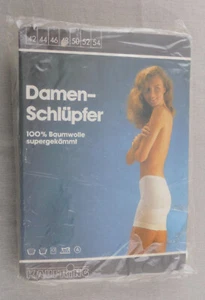 42 44 46 48 50 52 54
Damen-
Schlüpfer
100% Baumwolle
supergekämmt